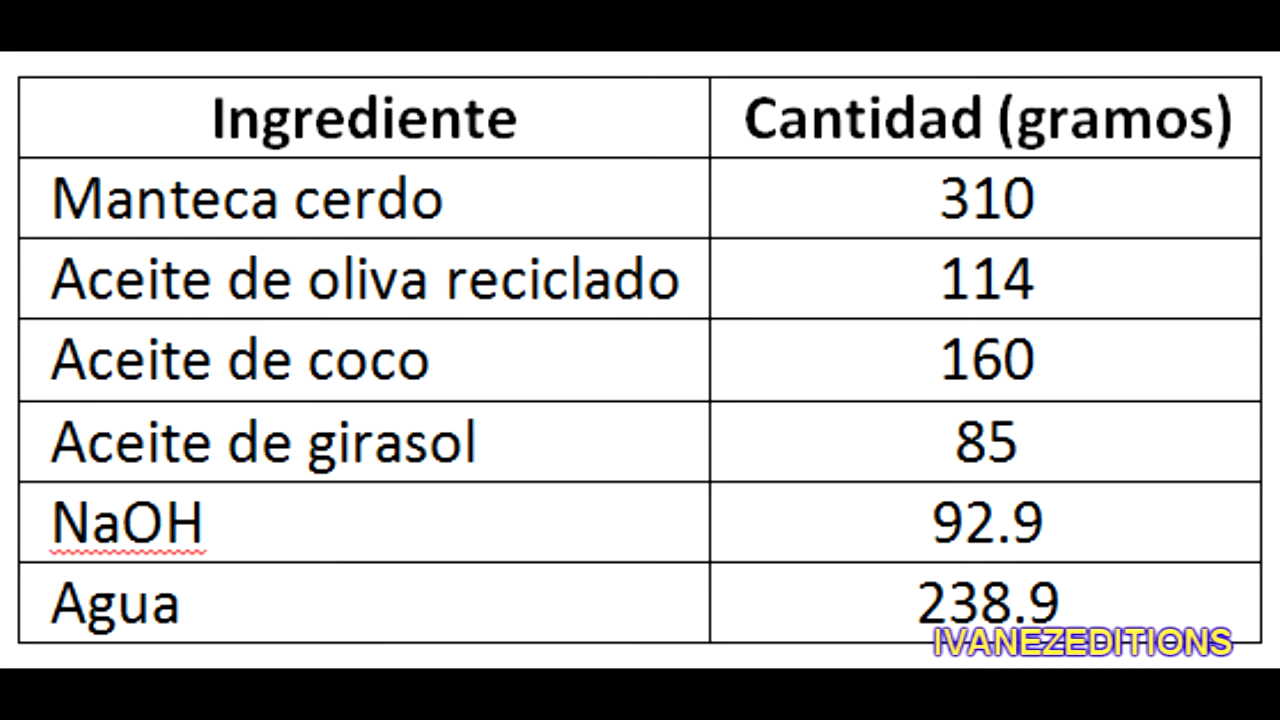 Ingrediente Cantidad (gramos)
Manteca cerdo 310
Aceite de oliva reciclado 114
Aceite de coco 160
Aceite de girasol 85
NaOH 92.9
Agua 238.9
IVANEZEDITIONS